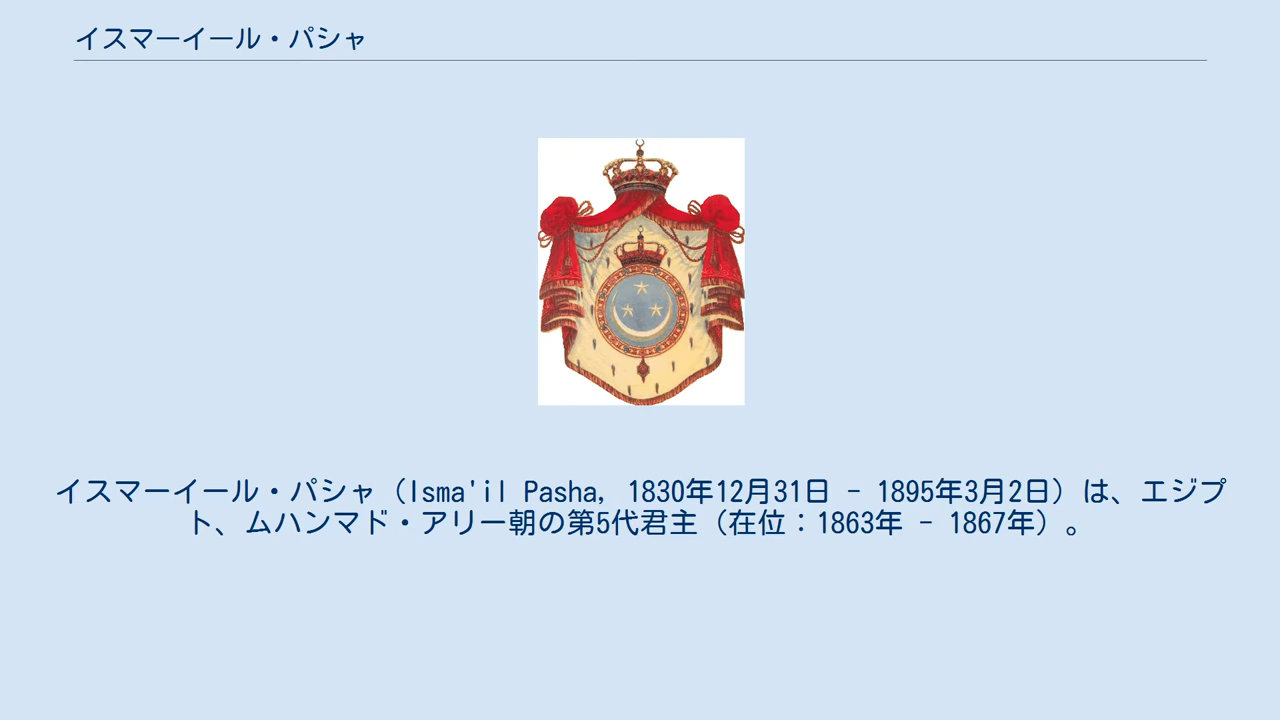 イスマーイール・パシャ
イスマーイール・パシャ（Isma'il Pasha, 1830年12月31日 - 1895年3月2日）は、エジプ
ト、ムハンマド・アリー朝の第5代君主（在位：1863年 - 1867年）。